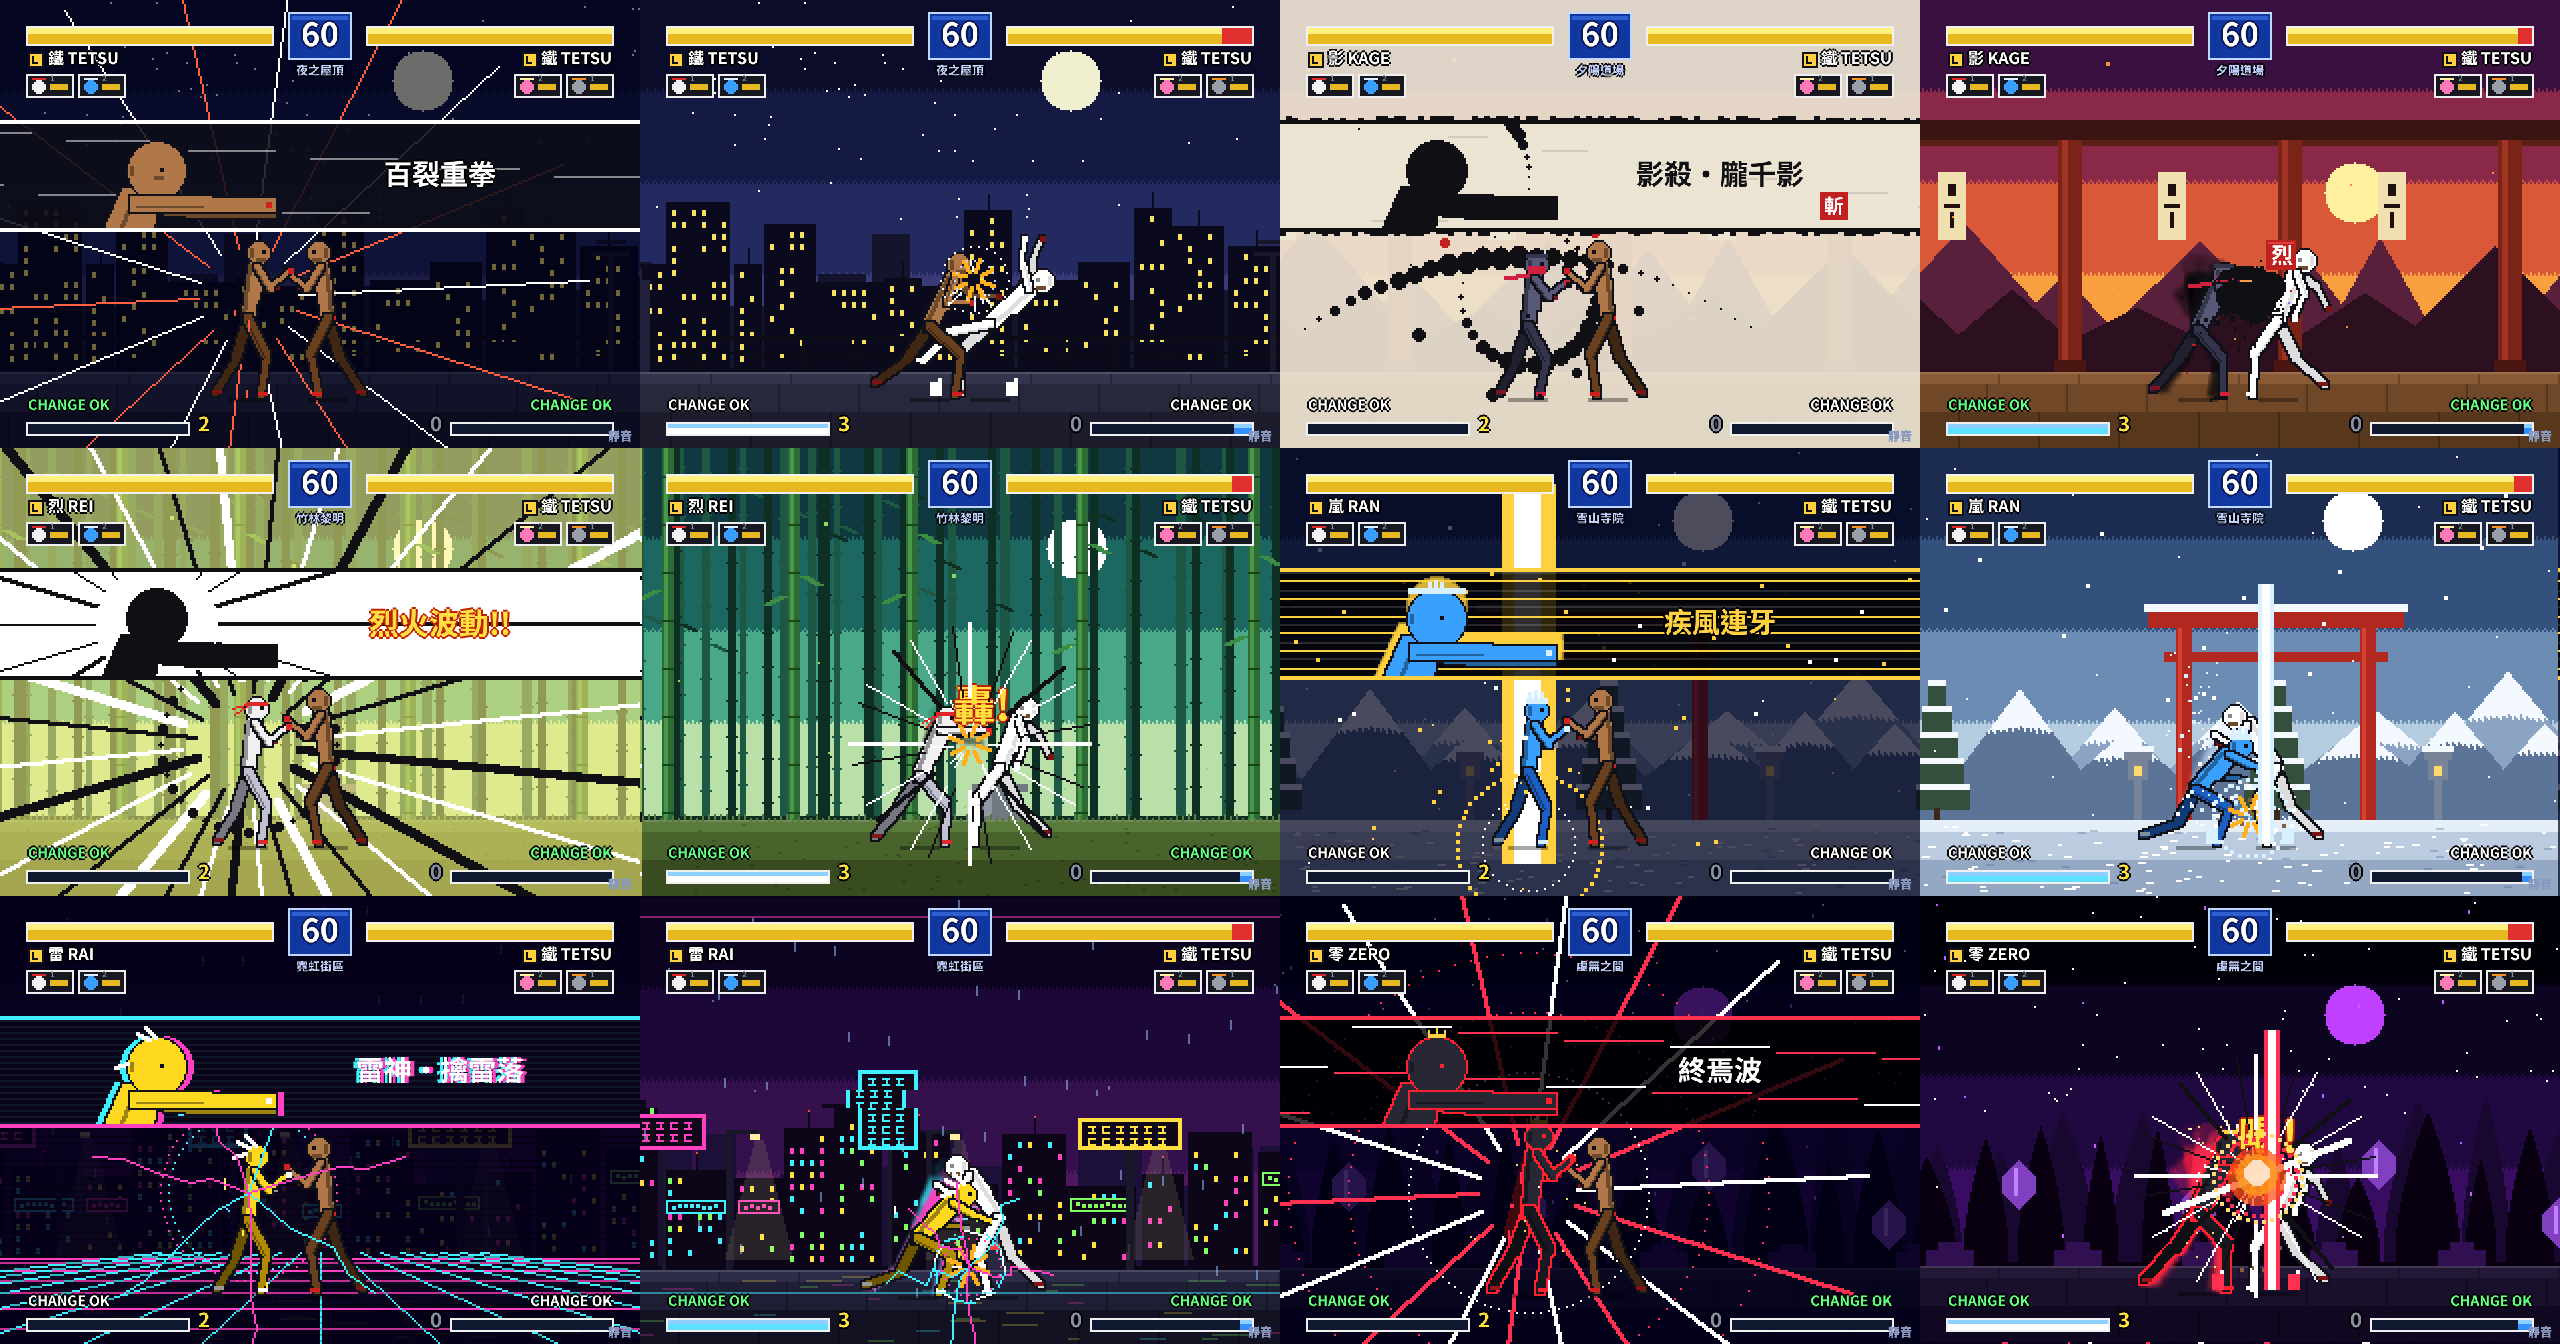 60
夜之屋頂
L 鐵 TETSU
L 鐵 TETSU
百裂重拳
CHANGE OK
CHANGE OK
2
0
靜音
60
夜之屋頂
L 鐵 TETSU
L 鐵 TETSU
CHANGE OK
CHANGE OK
3
0
靜音
60
夕陽道場
L 影 KAGE
L 鐵 TETSU
影殺・朧千影
斬
CHANGE OK
CHANGE OK
2
0
靜音
60
夕陽道場
L 影 KAGE
L 鐵 TETSU
烈
CHANGE OK
CHANGE OK
3
0
靜音
60
竹林黎明
L 烈 REI
L 鐵 TETSU
烈火波動!!
CHANGE OK
CHANGE OK
2
0
靜音
60
竹林黎明
L 烈 REI
L 鐵 TETSU
轟!
CHANGE OK
CHANGE OK
3
0
靜音
60
雪山寺院
L 嵐 RAN
L 鐵 TETSU
疾風連牙
CHANGE OK
CHANGE OK
2
0
靜音
60
雪山寺院
L 嵐 RAN
L 鐵 TETSU
CHANGE OK
CHANGE OK
3
0
靜音
60
霓虹街區
L 雷 RAI
L 鐵 TETSU
雷神・擒雷落
CHANGE OK
CHANGE OK
2
0
靜音
60
霓虹街區
L 雷 RAI
L 鐵 TETSU
CHANGE OK
CHANGE OK
3
0
靜音
60
虛無之間
L 零 ZERO
L 鐵 TETSU
終焉波
CHANGE OK
CHANGE OK
2
0
靜音
60
虛無之間
L 零 ZERO
L 鐵 TETSU
CHANGE OK
CHANGE OK
3
0
靜音